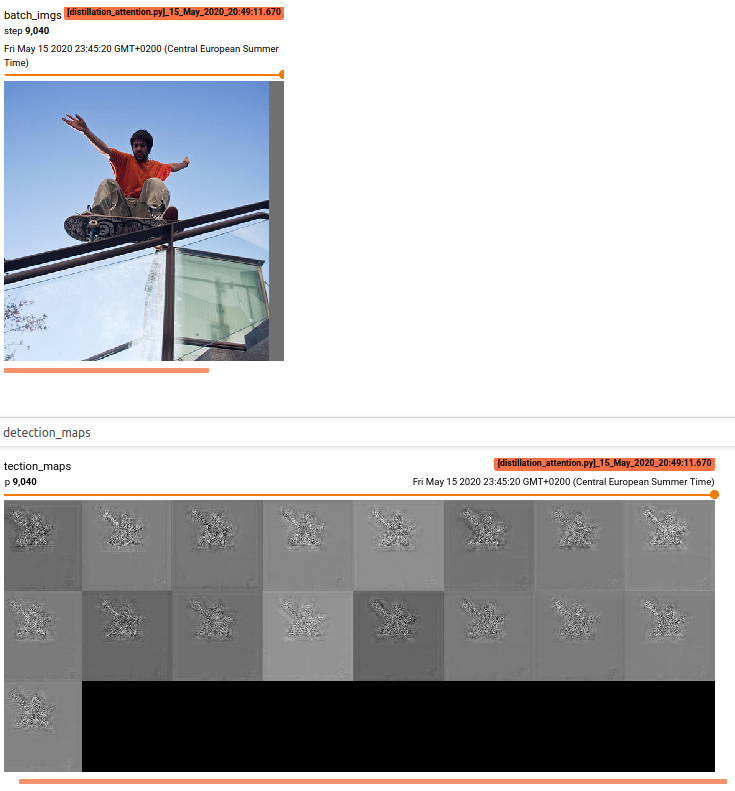 batch_imgs [distillation_attention.py]_15_May_2020_20:49:11.670
step 9,040
Fri May 15 2020 23:45:20 GMT+0200 (Central European Summer
Time)
detection_maps
tection_maps [distillation_attention.py]_15_May_2020_20:49:11.670
p 9,040 Fri May 15 2020 23:45:20 GMT+0200 (Central European Summer Time)